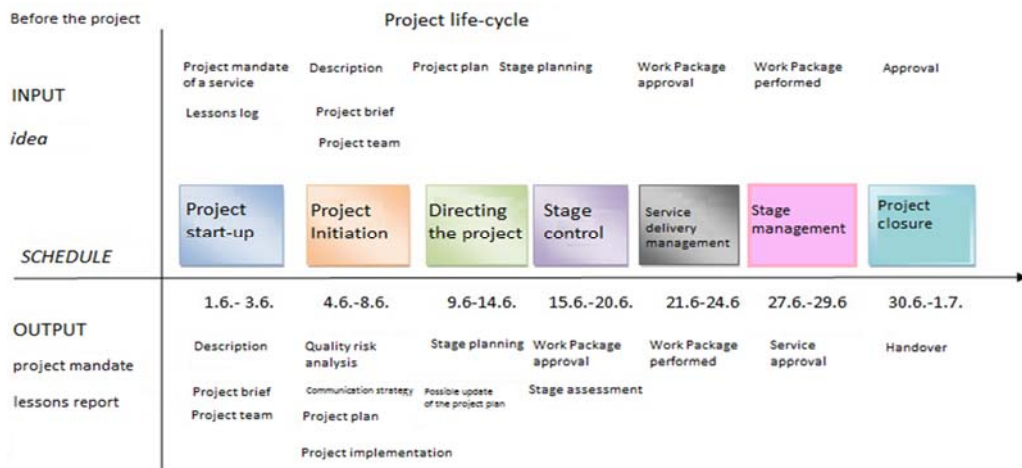 Before the project
Project life-cycle
Project mandate
of a service
Description
Project plan
Stage planning
Work Package
approval
Work Package
performed
Approval
INPUT
Lessons log
Project brief
idea
Project team
Project
start-up
Project
Initiation
Directing
the project
Stage
control
Service
delivery
management
Stage
management
Project
closure
SCHEDULE
1.6.- 3.6.
4.6.-8.6.
9.6-14.6.
15.6.-20.6.
21.6-24.6
27.6.-29.6
30.6.-1.7.
OUTPUT
project mandate
lessons report
Description
Project brief
Project team
Quality risk
analysis
Communication strategy
Project plan
Project implementation
Stage planning
Possible update
of the project plan
Work Package
approval
Stage assessment
Work Package
performed
Service
approval
Handover